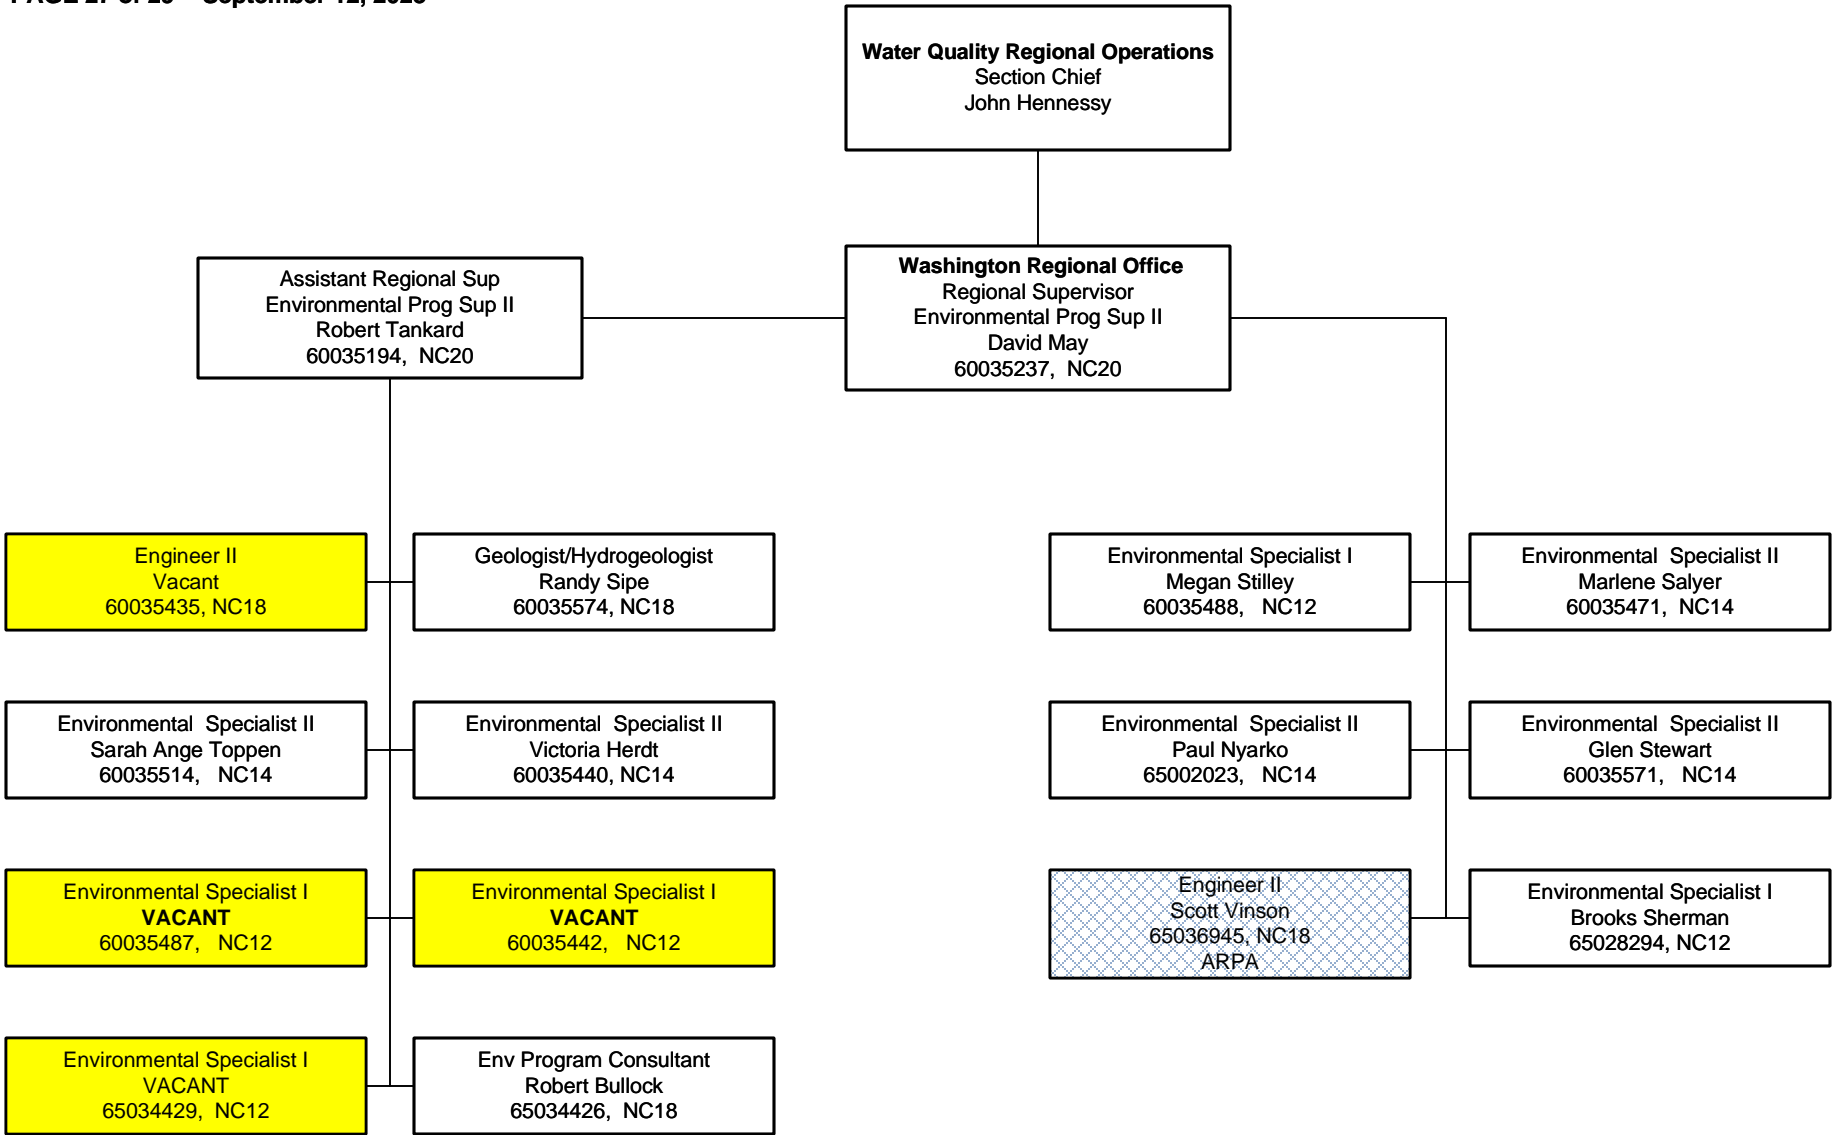 Water Quality Regional Operations
Section Chief
John Hennessy
Assistant Regional Sup
Environmental Prog Sup II
Robert Tankard
60035194, NC20
Washington Regional Office
Regional Supervisor
Environmental Prog Sup II
David May
60035237, NC20
Engineer II
Vacant
60035435, NC18
Geologist/Hydrogeologist
Randy Sipe
60035574, NC18
Environmental Specialist II
Sarah Ange Toppen
60035514, NC14
Environmental Specialist II
Victoria Herdt
60035440, NC14
Environmental Specialist I
VACANT
60035487, NC12
Environmental Specialist I
VACANT
60035442, NC12
Environmental Specialist I
VACANT
65034429, NC12
Env Program Consultant
Robert Bullock
65034426, NC18
Environmental Specialist I
Megan Stilley
60035488, NC12
Environmental Specialist II
Marlene Salyer
60035471, NC14
Environmental Specialist II
Paul Nyarko
65002023, NC14
Environmental Specialist II
Glen Stewart
60035571, NC14
Engineer II
Scott Vinson
65036945, NC18
ARPA
Environmental Specialist I
Brooks Sherman
65028294, NC12